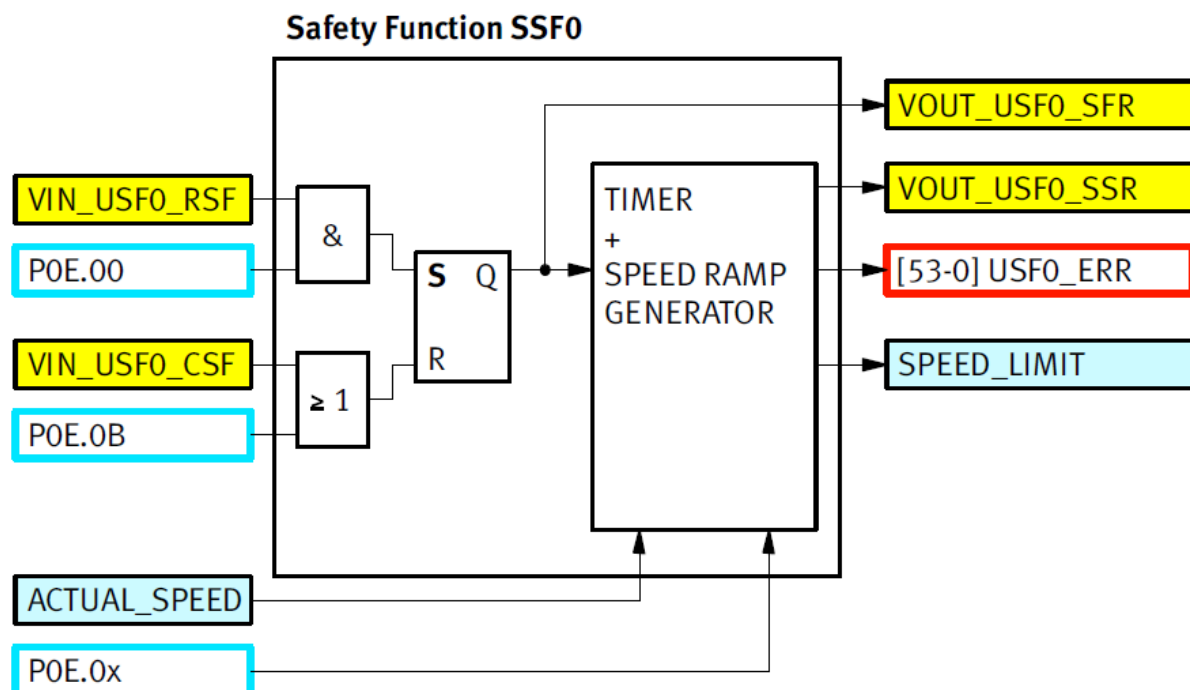 Safety Function SSF0
VOUT_USF0_SFR
VIN_USF0_RSF
&
TIMER
+
SPEED RAMP
GENERATOR
VOUT_USF0_SSR
P0E.00
S Q
R
[53-0] USF0_ERR
VIN_USF0_CSF
≥ 1
SPEED_LIMIT
P0E.0B
ACTUAL_SPEED
P0E.0x